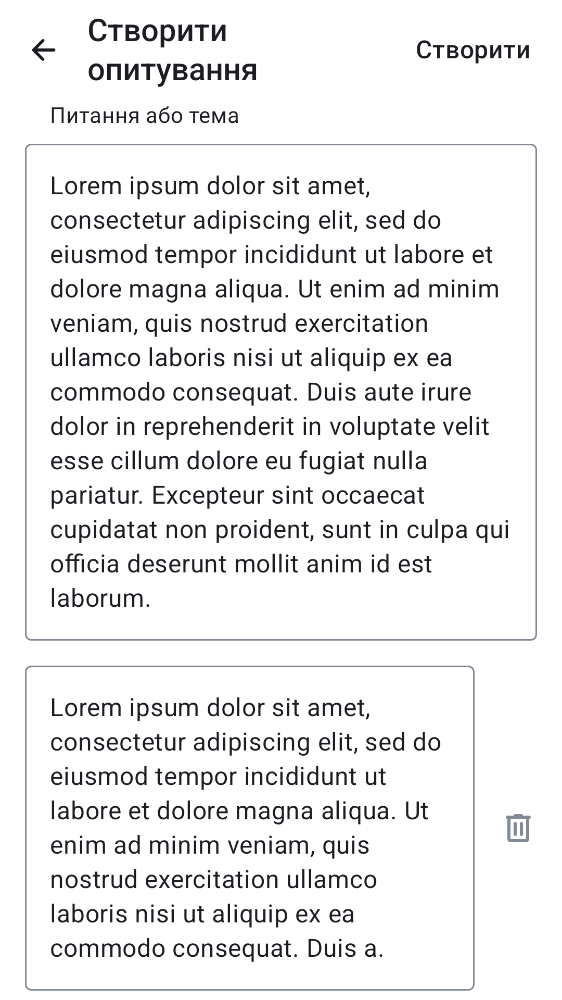 Створити
опитування
Створити
Питання або тема
Lorem ipsum dolor sit amet,
consectetur adipiscing elit, sed do
eiusmod tempor incididunt ut labore et
dolore magna aliqua. Ut enim ad minim
veniam, quis nostrud exercitation
ullamco laboris nisi ut aliquip ex ea
commodo consequat. Duis aute irure
dolor in reprehenderit in voluptate velit
esse cillum dolore eu fugiat nulla
pariatur. Excepteur sint occaecat
cupidatat non proident, sunt in culpa qui
officia deserunt mollit anim id est
laborum.
Lorem ipsum dolor sit amet,
consectetur adipiscing elit, sed do
eiusmod tempor incididunt ut
labore et dolore magna aliqua. Ut
enim ad minim veniam, quis
nostrud exercitation ullamco
laboris nisi ut aliquip ex ea
commodo consequat. Duis a.